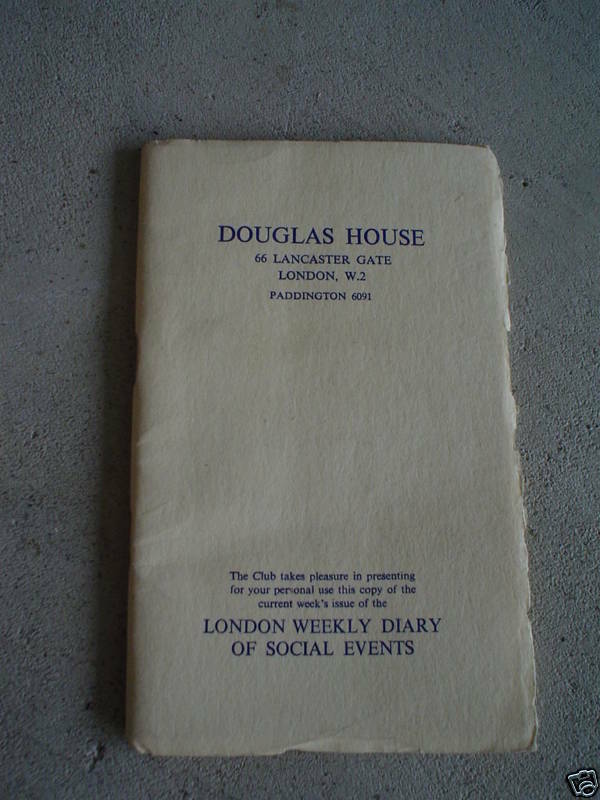 DOUGLAS HOUSE
66 LANCASTER GATE
LONDON, W.2
PADDINGTON 6091
The Club takes pleasure in presenting
for your personal use this copy of the
current week's issue of the
LONDON WEEKLY DIARY
OF SOCIAL EVENTS